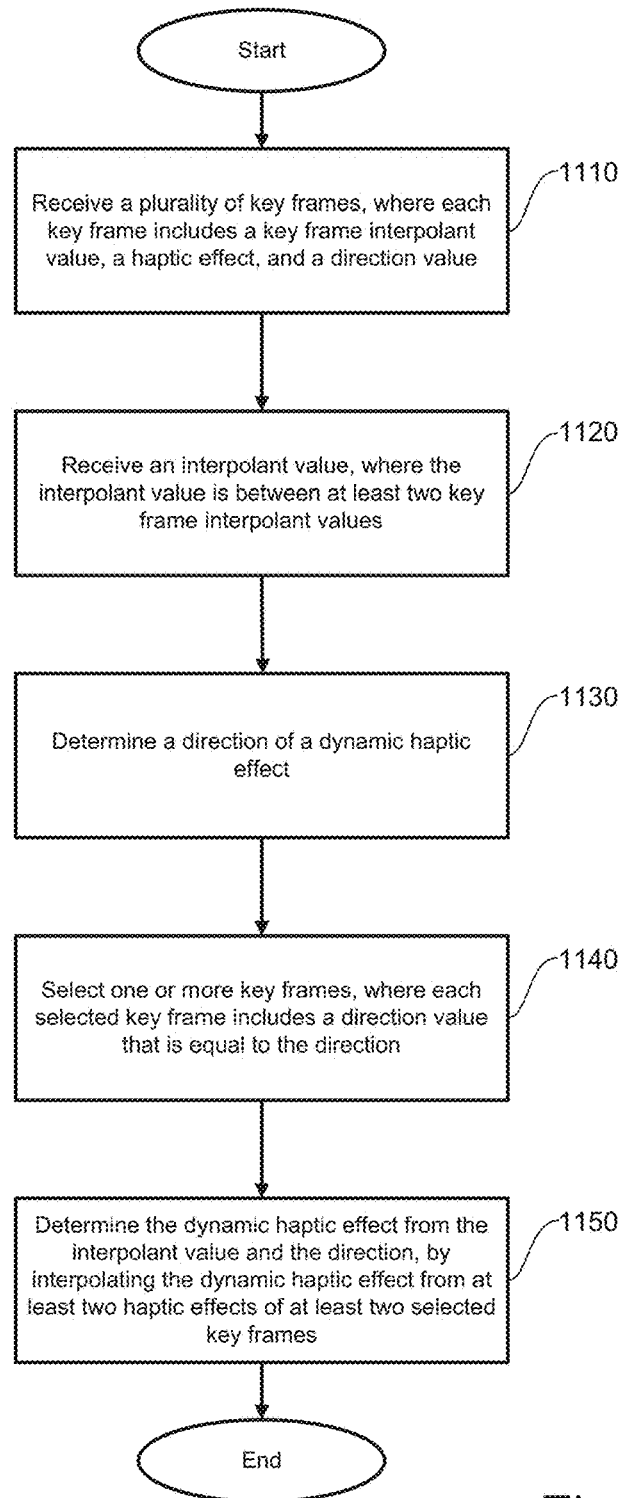 Start
1110
Receive a plurality of key frames, where each
key frame includes a key frame interpolant
value, a haptic effect, and a direction value
1120
Receive an interpolant value, where the
interpolant value is between at least two key
frame interpolant values
1130
Determine a direction of a dynamic haptic
effect
1140
Select one or more key frames, where each
selected key frame includes a direction value
that is equal to the direction
1150
Determine the dynamic haptic effect from the
interpolant value and the direction, by
interpolating the dynamic haptic effect from at
least two haptic effects of at least two selected
key frames
End